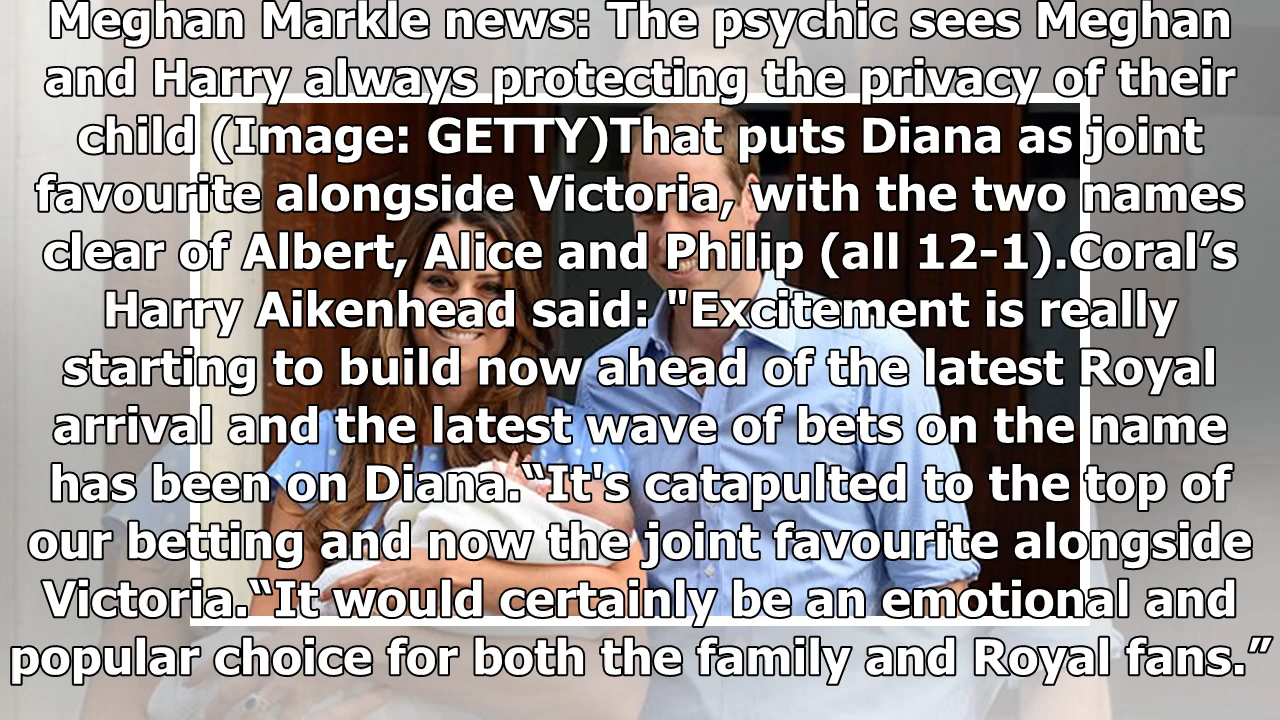 Meghan Markle news: The psychic sees Meghan
and Harry always protecting the privacy of their
child (Image: GETTY)That puts Diana as joint
favourite alongside Victoria, with the two names
clear of Albert, Alice and Philip (all 12-1).Coral’s
Harry Aikenhead said: "Excitement is really
starting to build now ahead of the latest Royal
arrival and the latest wave of bets on the name
has been on Diana.“It's catapulted to the top of
our betting and now the joint favourite alongside
Victoria.“It would certainly be an emotional and
popular choice for both the family and Royal fans.”